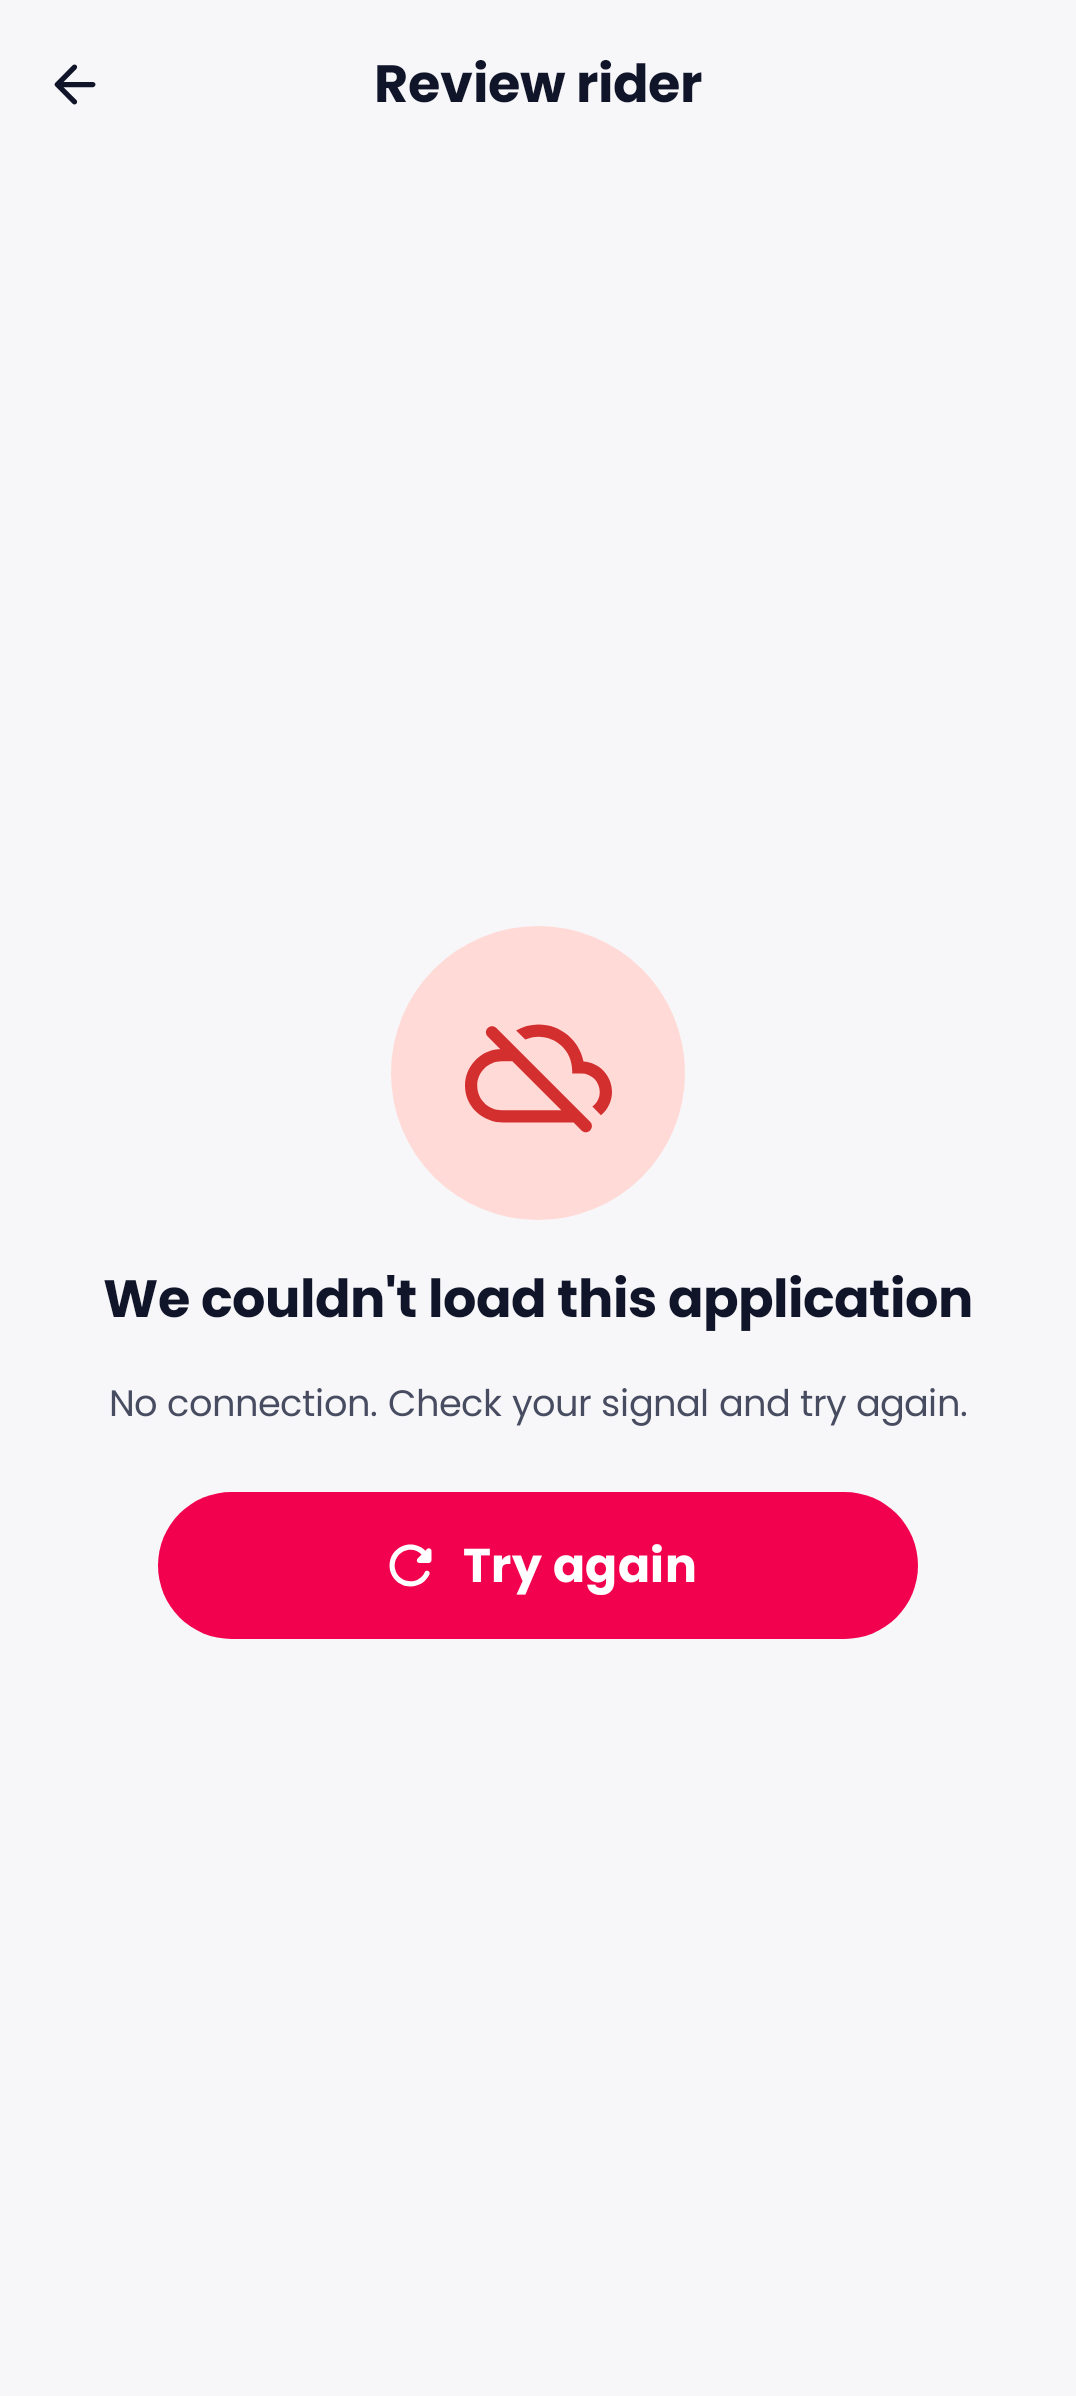 Review rider
We couldn't load this application
No connection. Check your signal and try again.
Try again